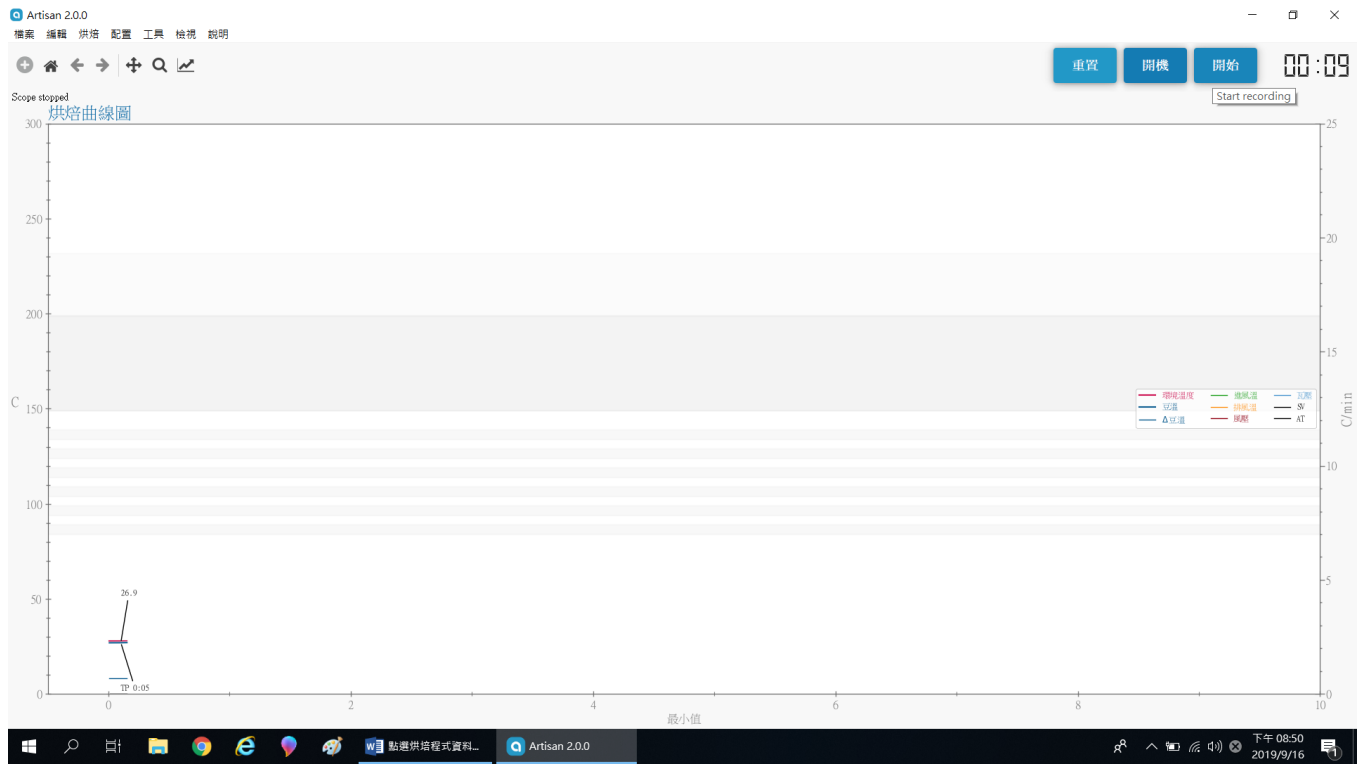 Artisan 2.0.0
檔案 編輯 烘焙 配置 工具 檢視 說明
重置 開機 開始 00:09
Scope stopped
Start recording
烘焙曲線圖
300
250
200
150
100
50
0
C
25
20
15
10
5
0
C/min
環境溫度 進風溫 瓦壓
豆溫 排風溫 SV
Δ豆溫 風壓 AT
26.9
TP 0:05
0 2 4 6 8 10
最小值
點選烘焙程式資料... Artisan 2.0.0
下午 08:50
2019/9/16
1